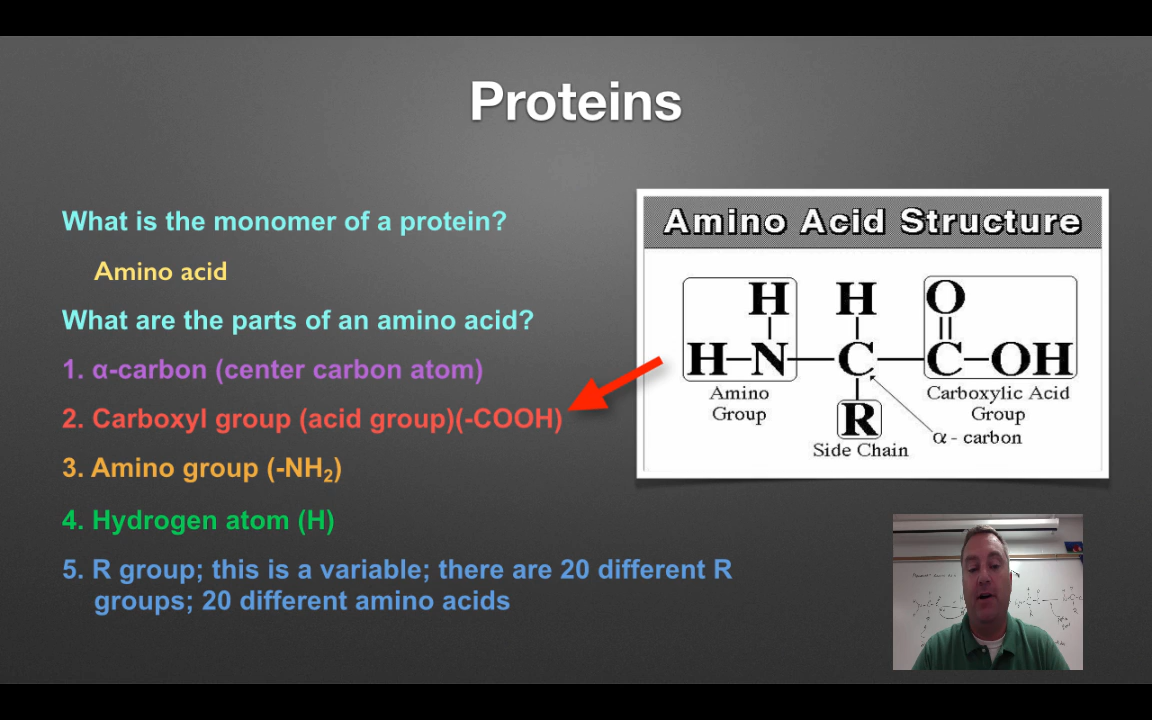 Proteins
What is the monomer of a protein?
Amino acid
What are the parts of an amino acid?
1. α-carbon (center carbon atom)
2. Carboxyl group (acid group)(-COOH)
3. Amino group (-NH₂)
4. Hydrogen atom (H)
5. R group; this is a variable; there are 20 different R
groups; 20 different amino acids
Amino Acid Structure
H H O
H–N–C–C–OH
Amino
Group
R
Side Chain
α - carbon
Carboxylic Acid
Group